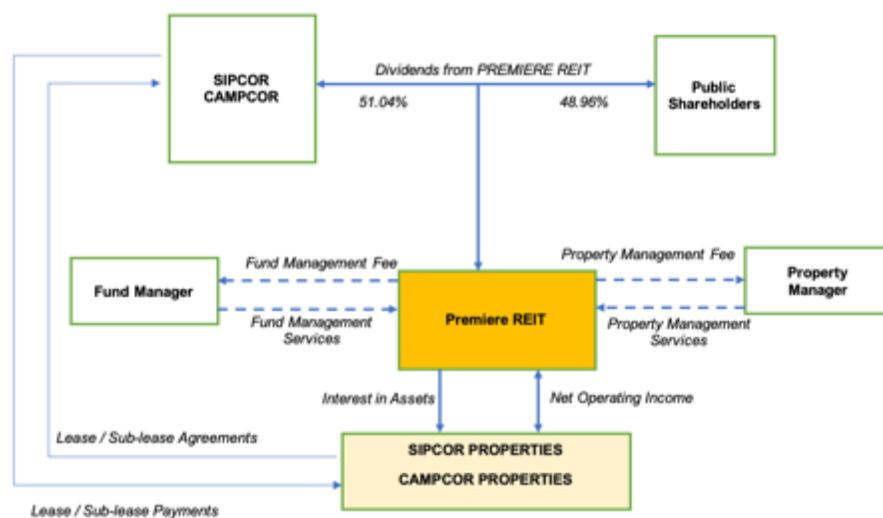 SIPCOR
CAMPCOR
Dividends from PREMIERE REIT
51.04%
48.96%
Public
Shareholders
Fund Manager
Fund Management Fee
Fund Management
Services
Premiere REIT
Property Management Fee
Property Management
Services
Property
Manager
Interest in Assets
Net Operating Income
Lease / Sub-lease Agreements
SIPCOR PROPERTIES
CAMPCOR PROPERTIES
Lease / Sub-lease Payments